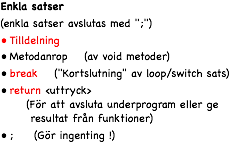 Enkla satser
(enkla satser avslutas med ";")
• Tilldelning
• Metodanrop (av void metoder)
• break ("Kortslutning" av loop/switch sats)
• return <uttryck>
(För att avsluta underprogram eller ge
resultat från funktioner)
• ; (Gör ingenting !)